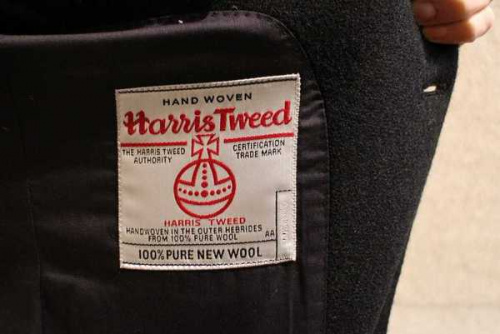 HAND WOVEN
Harris Tweed
THE HARRIS TWEED CERTIFICATION
AUTHORITY TRADE MARK
HARRIS TWEED
HANDWOVEN IN THE OUTER HEBRIDES
FROM 100% PURE WOOL AA
100% PURE NEW WOOL